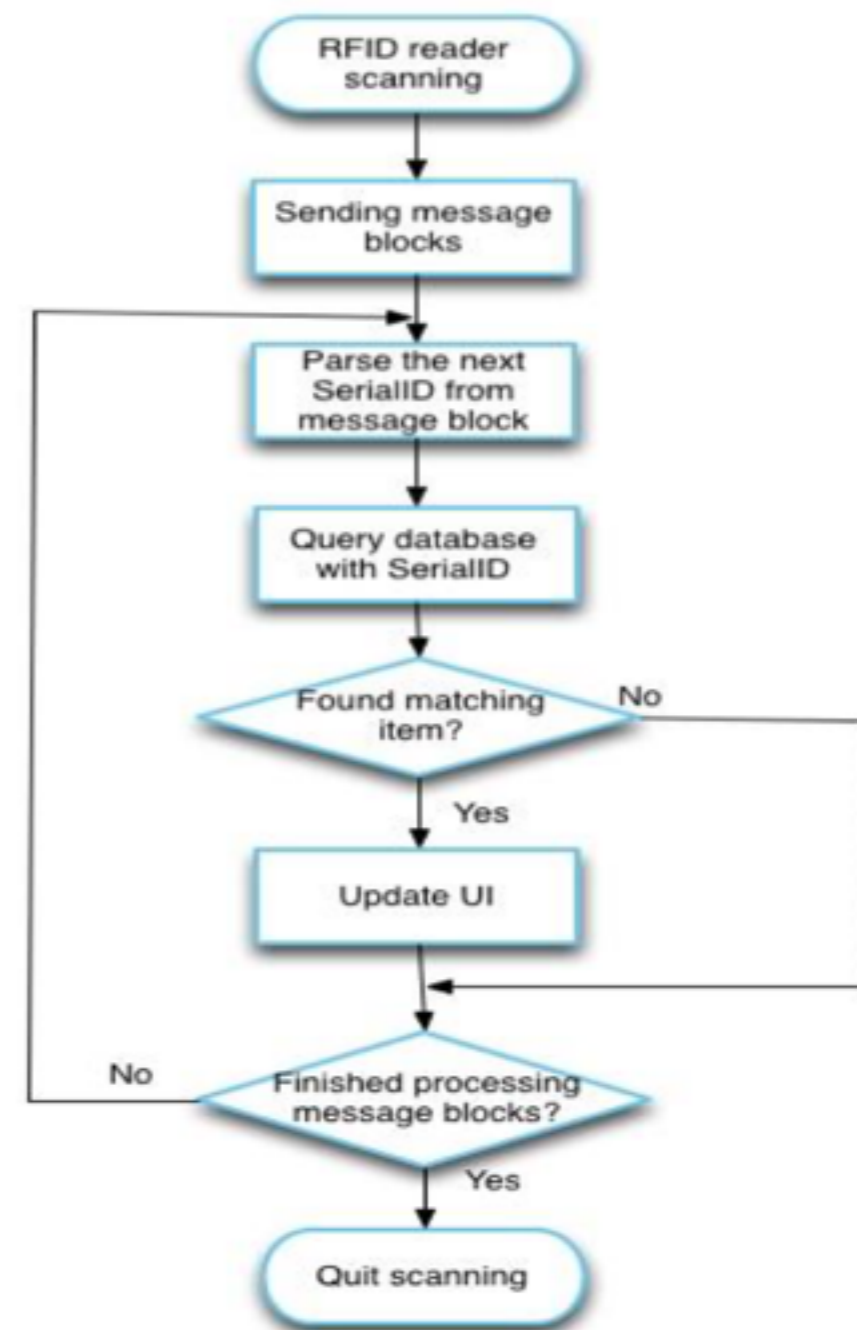 RFID reader
scanning
Sending message
blocks
Parse the next
SerialID from
message block
Query database
with SerialID
Found matching
item?
No
Yes
Update UI
No
Finished processing
message blocks?
Yes
Quit scanning